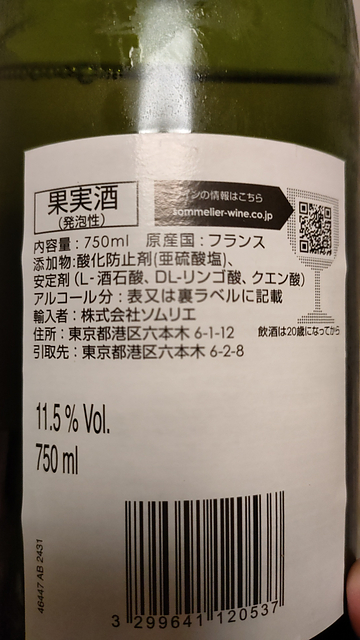 果実酒
(発泡性)
ンの情報はこちら
sommelier-wine.co.jp
内容量：750ml 原産国：フランス
添加物:酸化防止剤(亜硫酸塩)、
安定剤 (L-酒石酸、DL-リンゴ酸、クエン酸)
アルコール分：表又は裏ラベルに記載
輸入者：株式会社ソムリエ
住所：東京都港区六本木 6-1-12
引取先：東京都港区六本木 6-2-8
飲酒は20歳になってから
11.5 % Vol.
750 ml
46447 AB 2431
3 299641 120537